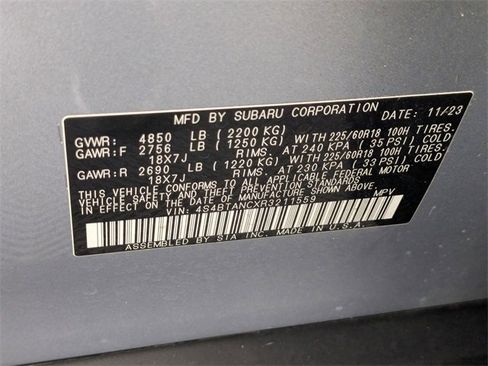 MFD BY SUBARU CORPORATION DATE: 11/23
GVWR: 4850 LB (2200 KG)
GAWR:F 2756 LB (1250 KG) WITH 225/60R18 100H TIRES.
18X7J RIMS. AT 240 KPA (35 PSI) COLD
GAWR:R 2690 LB (1220 KG) WITH 225/60R18 100H TIRES.
18X7J RIMS. AT 230 KPA (33 PSI) COLD
THIS VEHICLE CONFORMS TO ALL APPLICABLE FEDERAL MOTOR
VEHICLE SAFETY AND THEFT PREVENTION STANDARDS
IN EFFECT ON THE DATE OF MANUFACTURE SHOWN ABOVE.
VIN: 4S4BTANCXR3211559 MPV
ASSEMBLED BY SIA INC. MADE IN U.S.A.